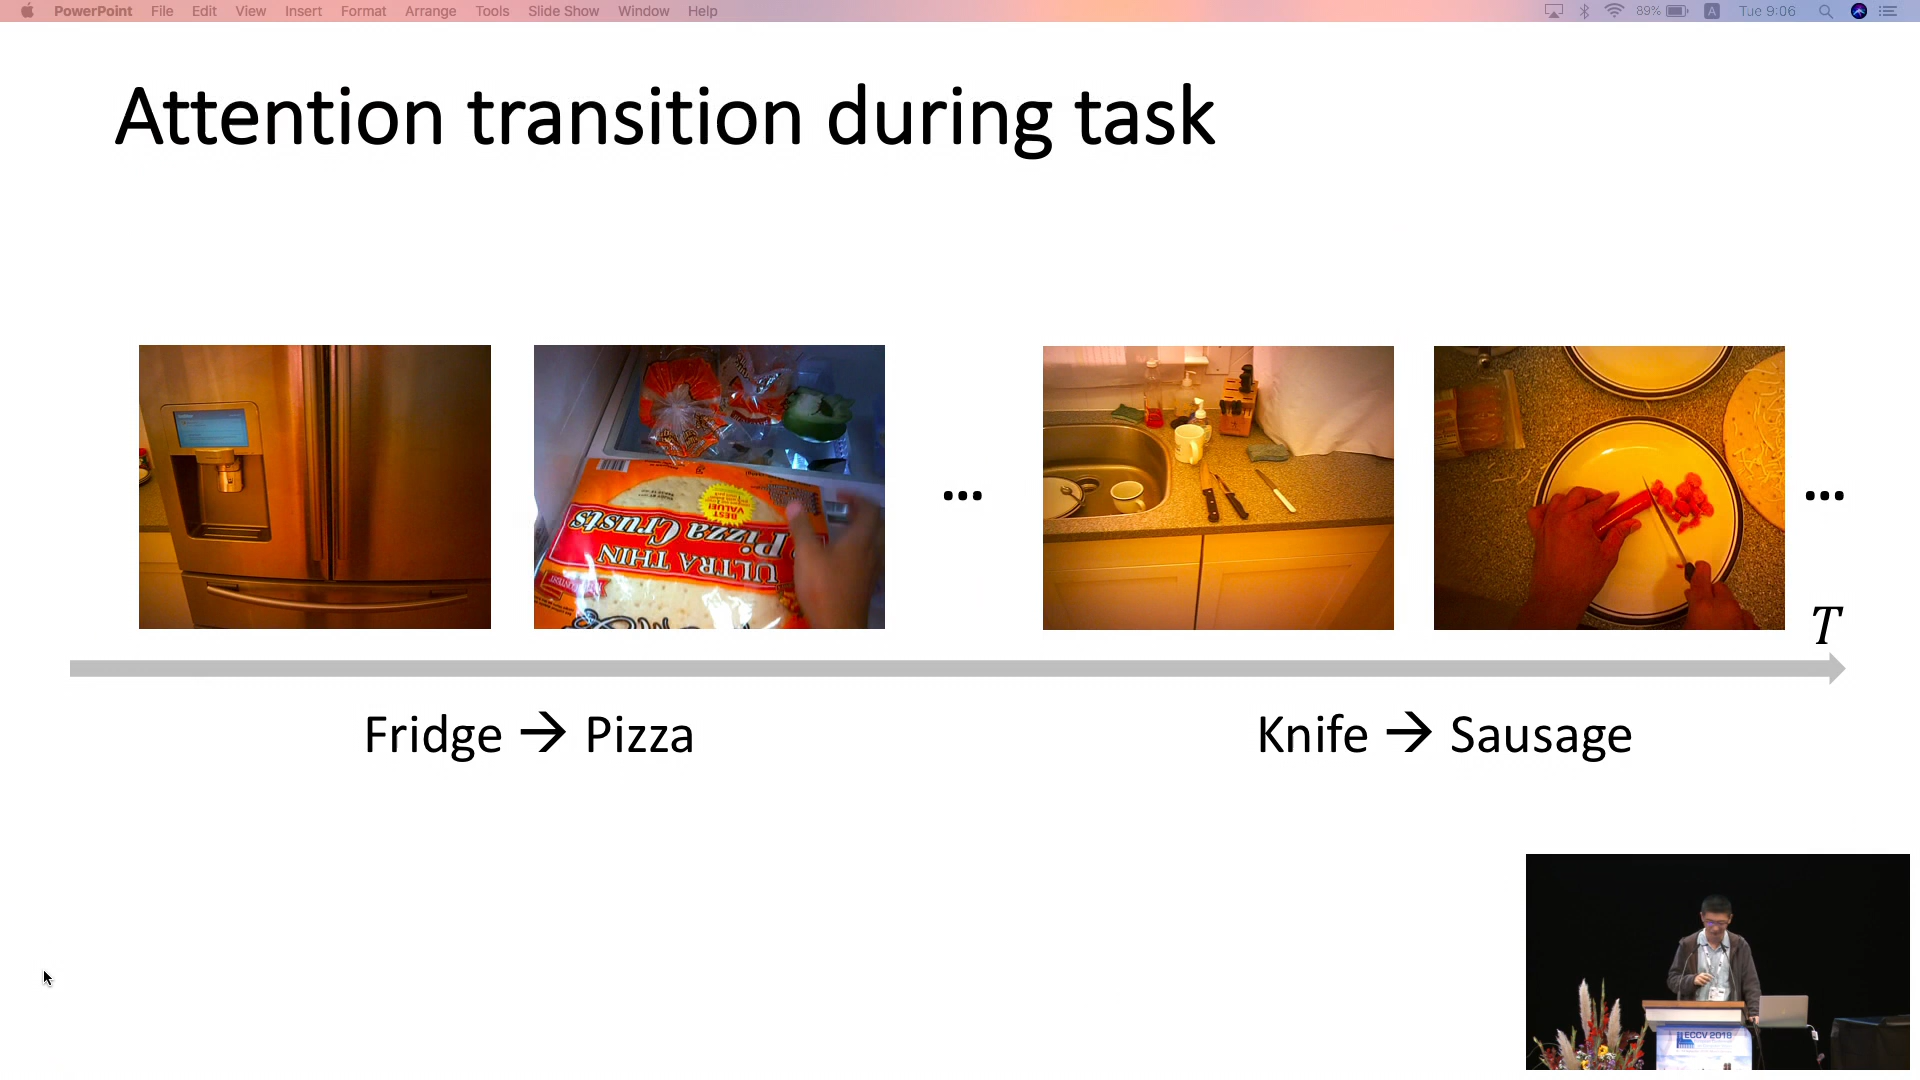 PowerPoint File Edit View Insert Format Arrange Tools Slide Show Window Help 89% A Tue 9:06
Attention transition during task
BEST
VALUE!
Pizza Crusts
ULTRA THIN
...
...
T
Fridge → Pizza
Knife → Sausage
ECCV 2018